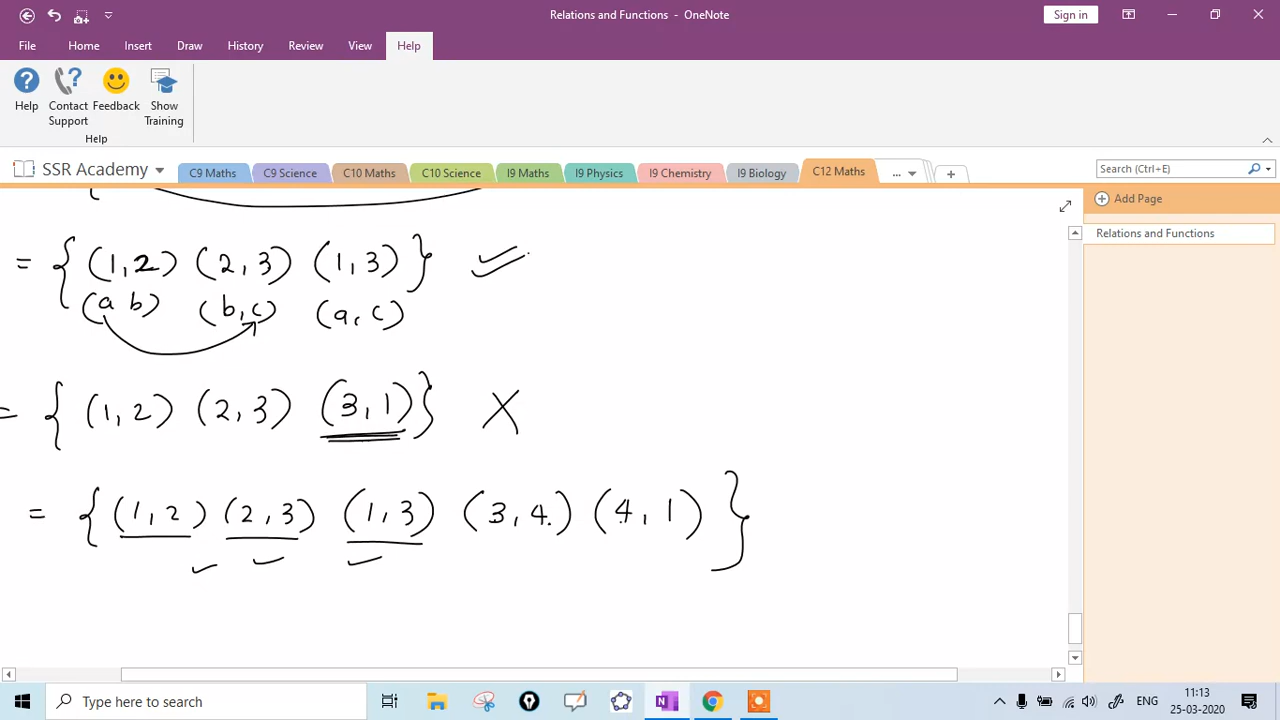 Relations and Functions - OneNote
Sign in
File Home Insert Draw History Review View Help
Help Contact Support Feedback Show Training
Help
SSR Academy C9 Maths C9 Science C10 Maths C10 Science I9 Maths I9 Physics I9 Chemistry I9 Biology C12 Maths ... Search (Ctrl+E)
Add Page
Relations and Functions
= { (1,2) (2,3) (1,3) }
(a b) (b,c) (a,c)
= { (1,2) (2,3) (3,1) } X
= { (1,2) (2,3) (1,3) (3,4) (4,1) }
Type here to search
ENG
11:13
25-03-2020